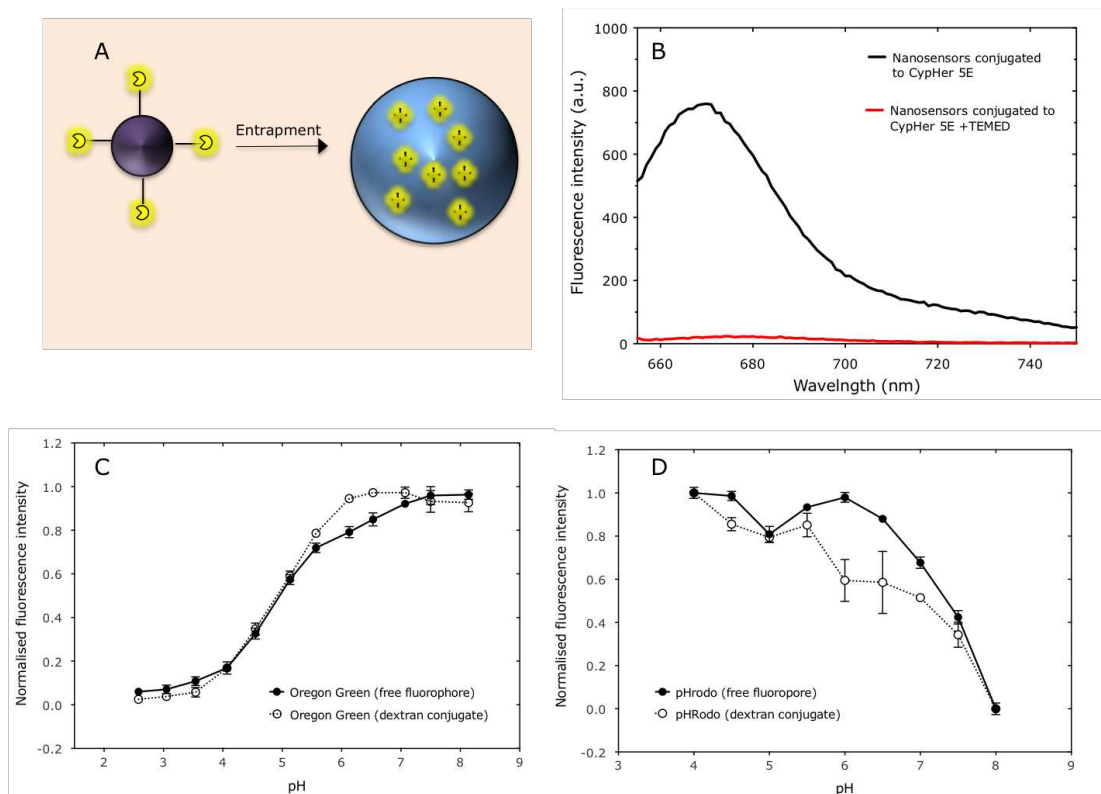 A
Entrapment
B
Fluorescence intensity (a.u.)
1000
800
600
400
200
0
Nanosensors conjugated
to CypHer 5E
Nanosensors conjugated to
CypHer 5E +TEMED
660 680 700 720 740
Wavelngth (nm)
C
Normalised fluorescence intensity
1.2
1.0
0.8
0.6
0.4
0.2
0.0
-0.2
Oregon Green (free fluorophore)
Oregon Green (dextran conjugate)
2 3 4 5 6 7 8 9
pH
D
Normalised fluorescence intensity
1.2
1.0
0.8
0.6
0.4
0.2
0.0
-0.2
pHrodo (free fluoropore)
pHRodo (dextran conjugate)
3 4 5 6 7 8 9
pH